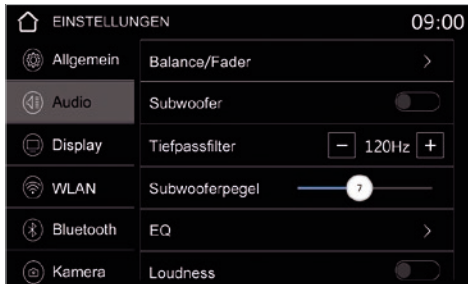 EINSTELLUNGEN 09:00
Allgemein
Audio
Display
WLAN
Bluetooth
Kamera
Balance/Fader >
Subwoofer
Tiefpassfilter − 120Hz +
Subwooferpegel 7
EQ >
Loudness